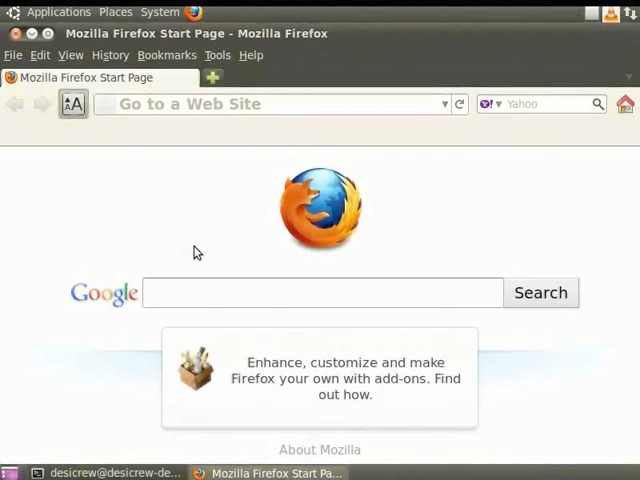 Applications Places System
Mozilla Firefox Start Page - Mozilla Firefox
File Edit View History Bookmarks Tools Help
Mozilla Firefox Start Page
AA Go to a Web Site Y! Yahoo
Google Search
Enhance, customize and make
Firefox your own with add-ons. Find
out how.
About Mozilla
desicrew@desicrew-de... Mozilla Firefox Start Pa...